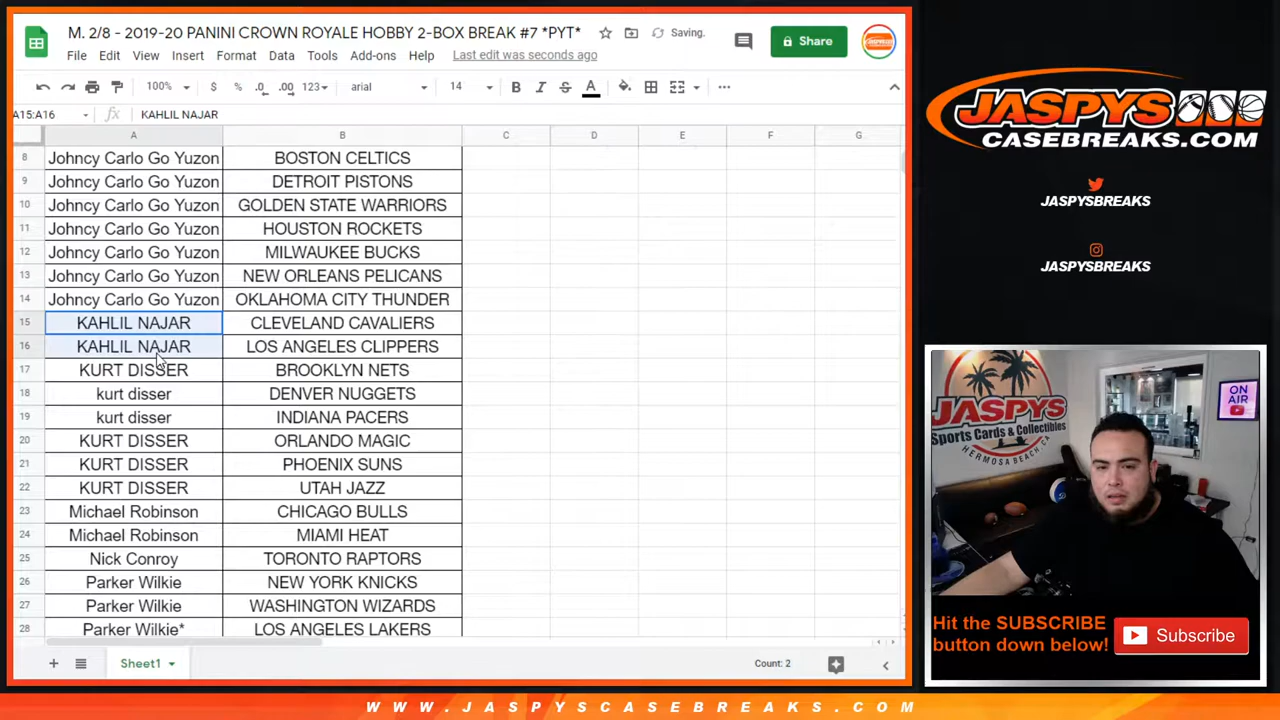 M. 2/8 - 2019-20 PANINI CROWN ROYALE HOBBY 2-BOX BREAK #7 *PYT*
Saving.
Share
File Edit View Insert Format Data Tools Add-ons Help Last edit was seconds ago
100% $ % .0 .00 123 arial 14 B I S A
A15:A16 fx KAHLIL NAJAR
A B C D E F G
8 Johncy Carlo Go Yuzon BOSTON CELTICS
9 Johncy Carlo Go Yuzon DETROIT PISTONS
10 Johncy Carlo Go Yuzon GOLDEN STATE WARRIORS
11 Johncy Carlo Go Yuzon HOUSTON ROCKETS
12 Johncy Carlo Go Yuzon MILWAUKEE BUCKS
13 Johncy Carlo Go Yuzon NEW ORLEANS PELICANS
14 Johncy Carlo Go Yuzon OKLAHOMA CITY THUNDER
15 KAHLIL NAJAR CLEVELAND CAVALIERS
16 KAHLIL NAJAR LOS ANGELES CLIPPERS
17 KURT DISSER BROOKLYN NETS
18 kurt disser DENVER NUGGETS
19 kurt disser INDIANA PACERS
20 KURT DISSER ORLANDO MAGIC
21 KURT DISSER PHOENIX SUNS
22 KURT DISSER UTAH JAZZ
23 Michael Robinson CHICAGO BULLS
24 Michael Robinson MIAMI HEAT
25 Nick Conroy TORONTO RAPTORS
26 Parker Wilkie NEW YORK KNICKS
27 Parker Wilkie WASHINGTON WIZARDS
28 Parker Wilkie* LOS ANGELES LAKERS
Sheet1
Count: 2
JASPYS
CASEBREAKS.COM
JASPYSBREAKS
JASPYSBREAKS
JASPYS
Sports Cards & Collectibles
HERMOSA BEACH, CA
ON
AIR
Hit the SUBSCRIBE
button down below!
Subscribe
WWW.JASPYSCASEBREAKS.COM